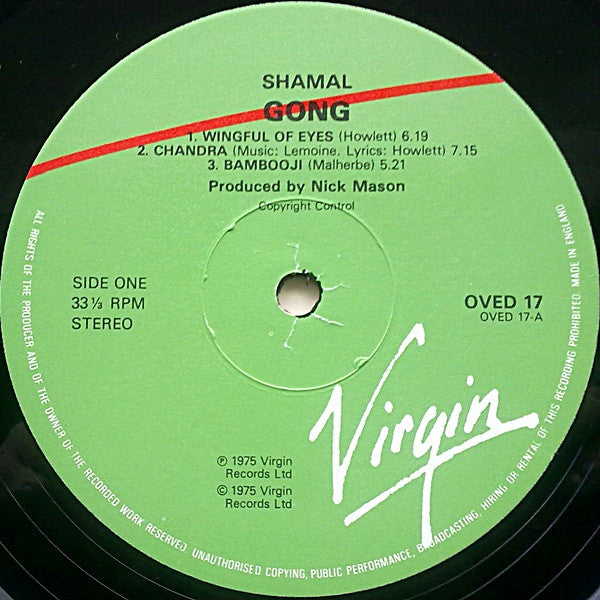 SHAMAL
GONG
1. WINGFUL OF EYES (Howlett) 6.19
2. CHANDRA (Music: Lemoine. Lyrics: Howlett) 7.15
3. BAMBOOJI (Malherbe) 5.21
Produced by Nick Mason
Copyright Control
SIDE ONE
33⅓ RPM
STEREO
OVED 17
OVED 17-A
Virgin
℗ 1975 Virgin
Records Ltd
© 1975 Virgin
Records Ltd
ALL RIGHTS OF THE PRODUCER AND OF THE OWNER OF THE RECORDED WORK RESERVED. UNAUTHORISED COPYING, PUBLIC PERFORMANCE, BROADCASTING, HIRING OR RENTAL OF THIS RECORDING PROHIBITED. MADE IN ENGLAND